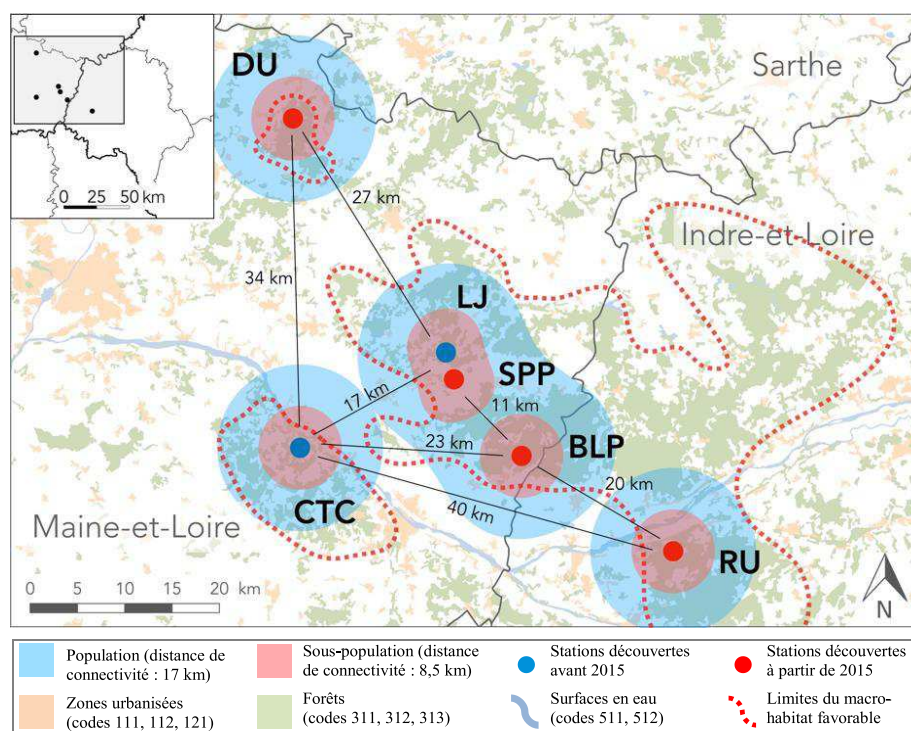 DU
Sarthe
0 25 50 km
27 km
Indre-et-Loire
34 km
LJ
SPP
17 km
11 km
23 km
BLP
20 km
CTC
40 km
Maine-et-Loire
RU
0 5 10 15 20 km
N
Population (distance de
connectivité : 17 km)
Sous-population (distance
de connectivité : 8,5 km)
Stations découvertes
avant 2015
Stations découvertes
à partir de 2015
Zones urbanisées
(codes 111, 112, 121)
Forêts
(codes 311, 312, 313)
Surfaces en eau
(codes 511, 512)
Limites du macro-
habitat favorable